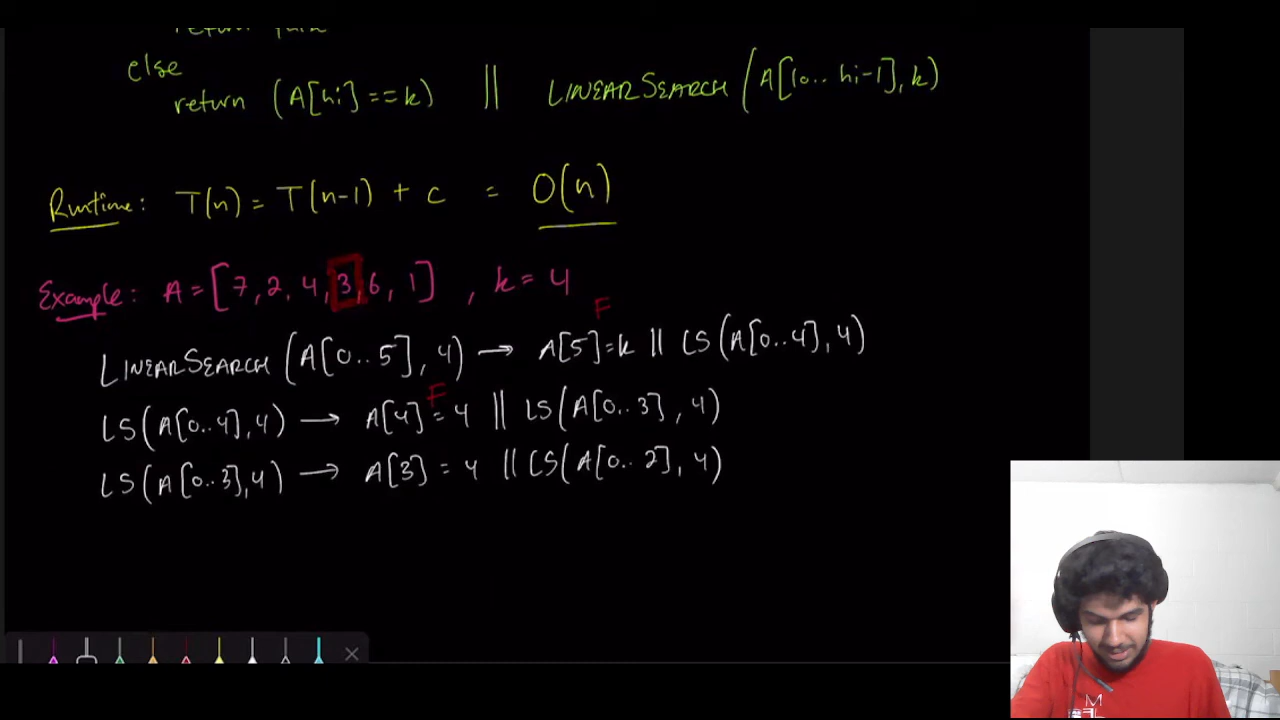 return
else
return (A[hi] == k) || LINEARSEARCH (A[lo.. hi-1], k)
Runtime: T(n) = T(n-1) + c = O(n)
Example: A = [7, 2, 4, 3, 6, 1] , k = 4
F
LINEARSEARCH (A[0..5], 4) → A[5]=k || LS(A[0..4], 4)
F
LS(A[0..4], 4) → A[4] = 4 || LS(A[0..3], 4)
LS(A[0..3], 4) → A[3] = 4 || LS(A[0..2], 4)
M